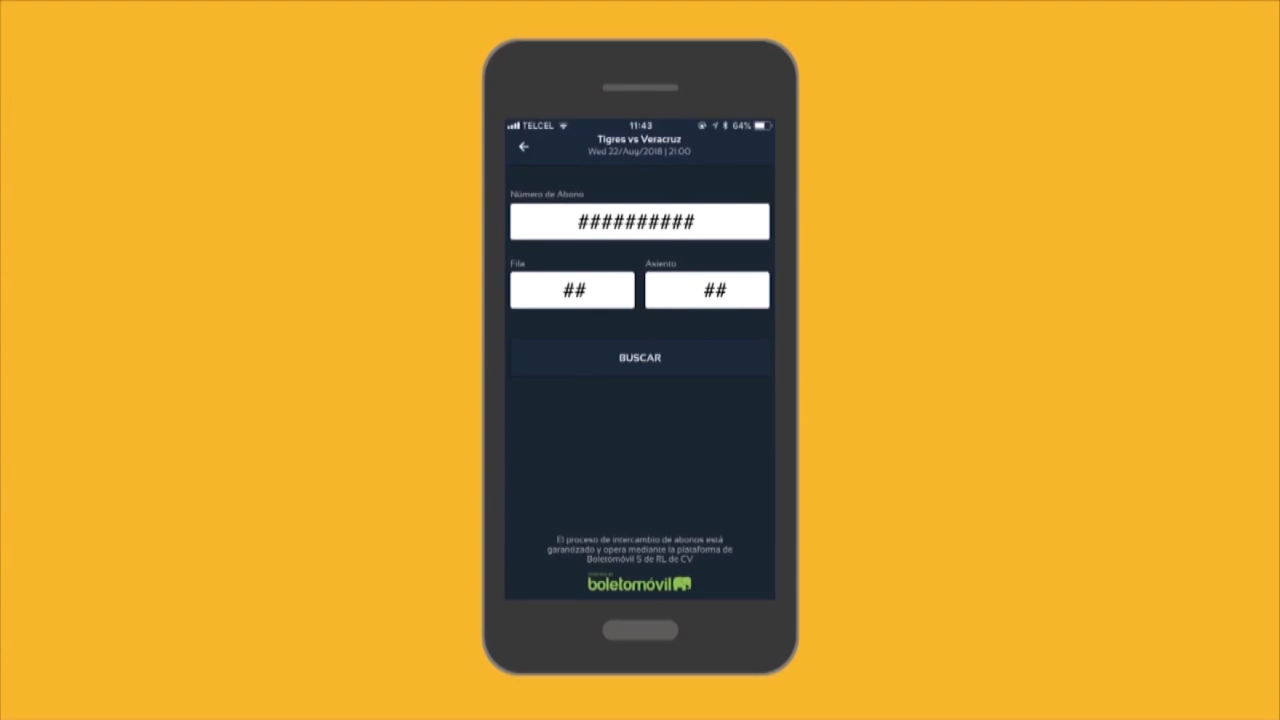 TELCEL 11:43 64%
Tigres vs Veracruz
Wed 22/Aug/2018 | 21:00
Número de Abono
##########
Fila Asiento
## ##
BUSCAR
El proceso de intercambio de abonos está
garantizado y opera mediante la plataforma de
Boletomóvil S de RL de CV
boletomóvil